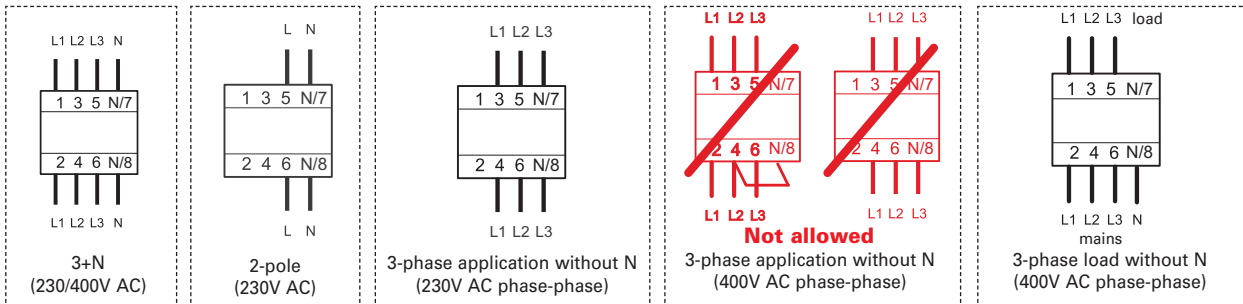 L1 L2 L3 N
1 3 5 N/7
2 4 6 N/8
L1 L2 L3 N
3+N
(230/400V AC)
L N
1 3 5 N/7
2 4 6 N/8
L N
2-pole
(230V AC)
L1 L2 L3
1 3 5 N/7
2 4 6 N/8
L1 L2 L3
3-phase application without N
(230V AC phase-phase)
L1 L2 L3
1 3 5 N/7
2 4 6 N/8
L1 L2 L3
L1 L2 L3
1 3 5 N/7
2 4 6 N/8
L1 L2 L3
Not allowed
3-phase application without N
(400V AC phase-phase)
L1 L2 L3 load
1 3 5 N/7
2 4 6 N/8
L1 L2 L3 N
mains
3-phase load without N
(400V AC phase-phase)